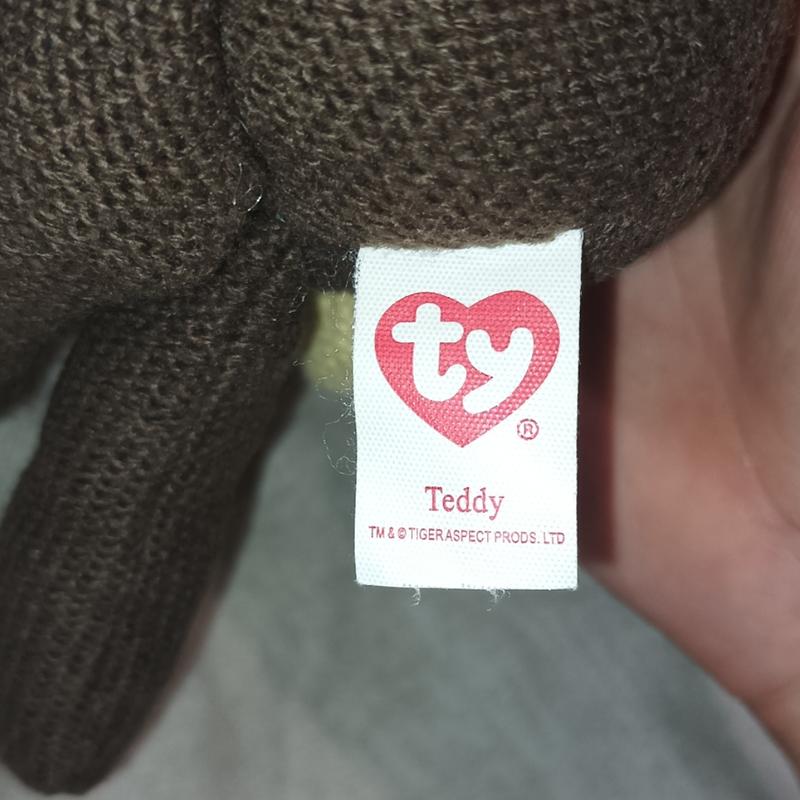 ty
®
Teddy
TM & © TIGER ASPECT PRODS. LTD